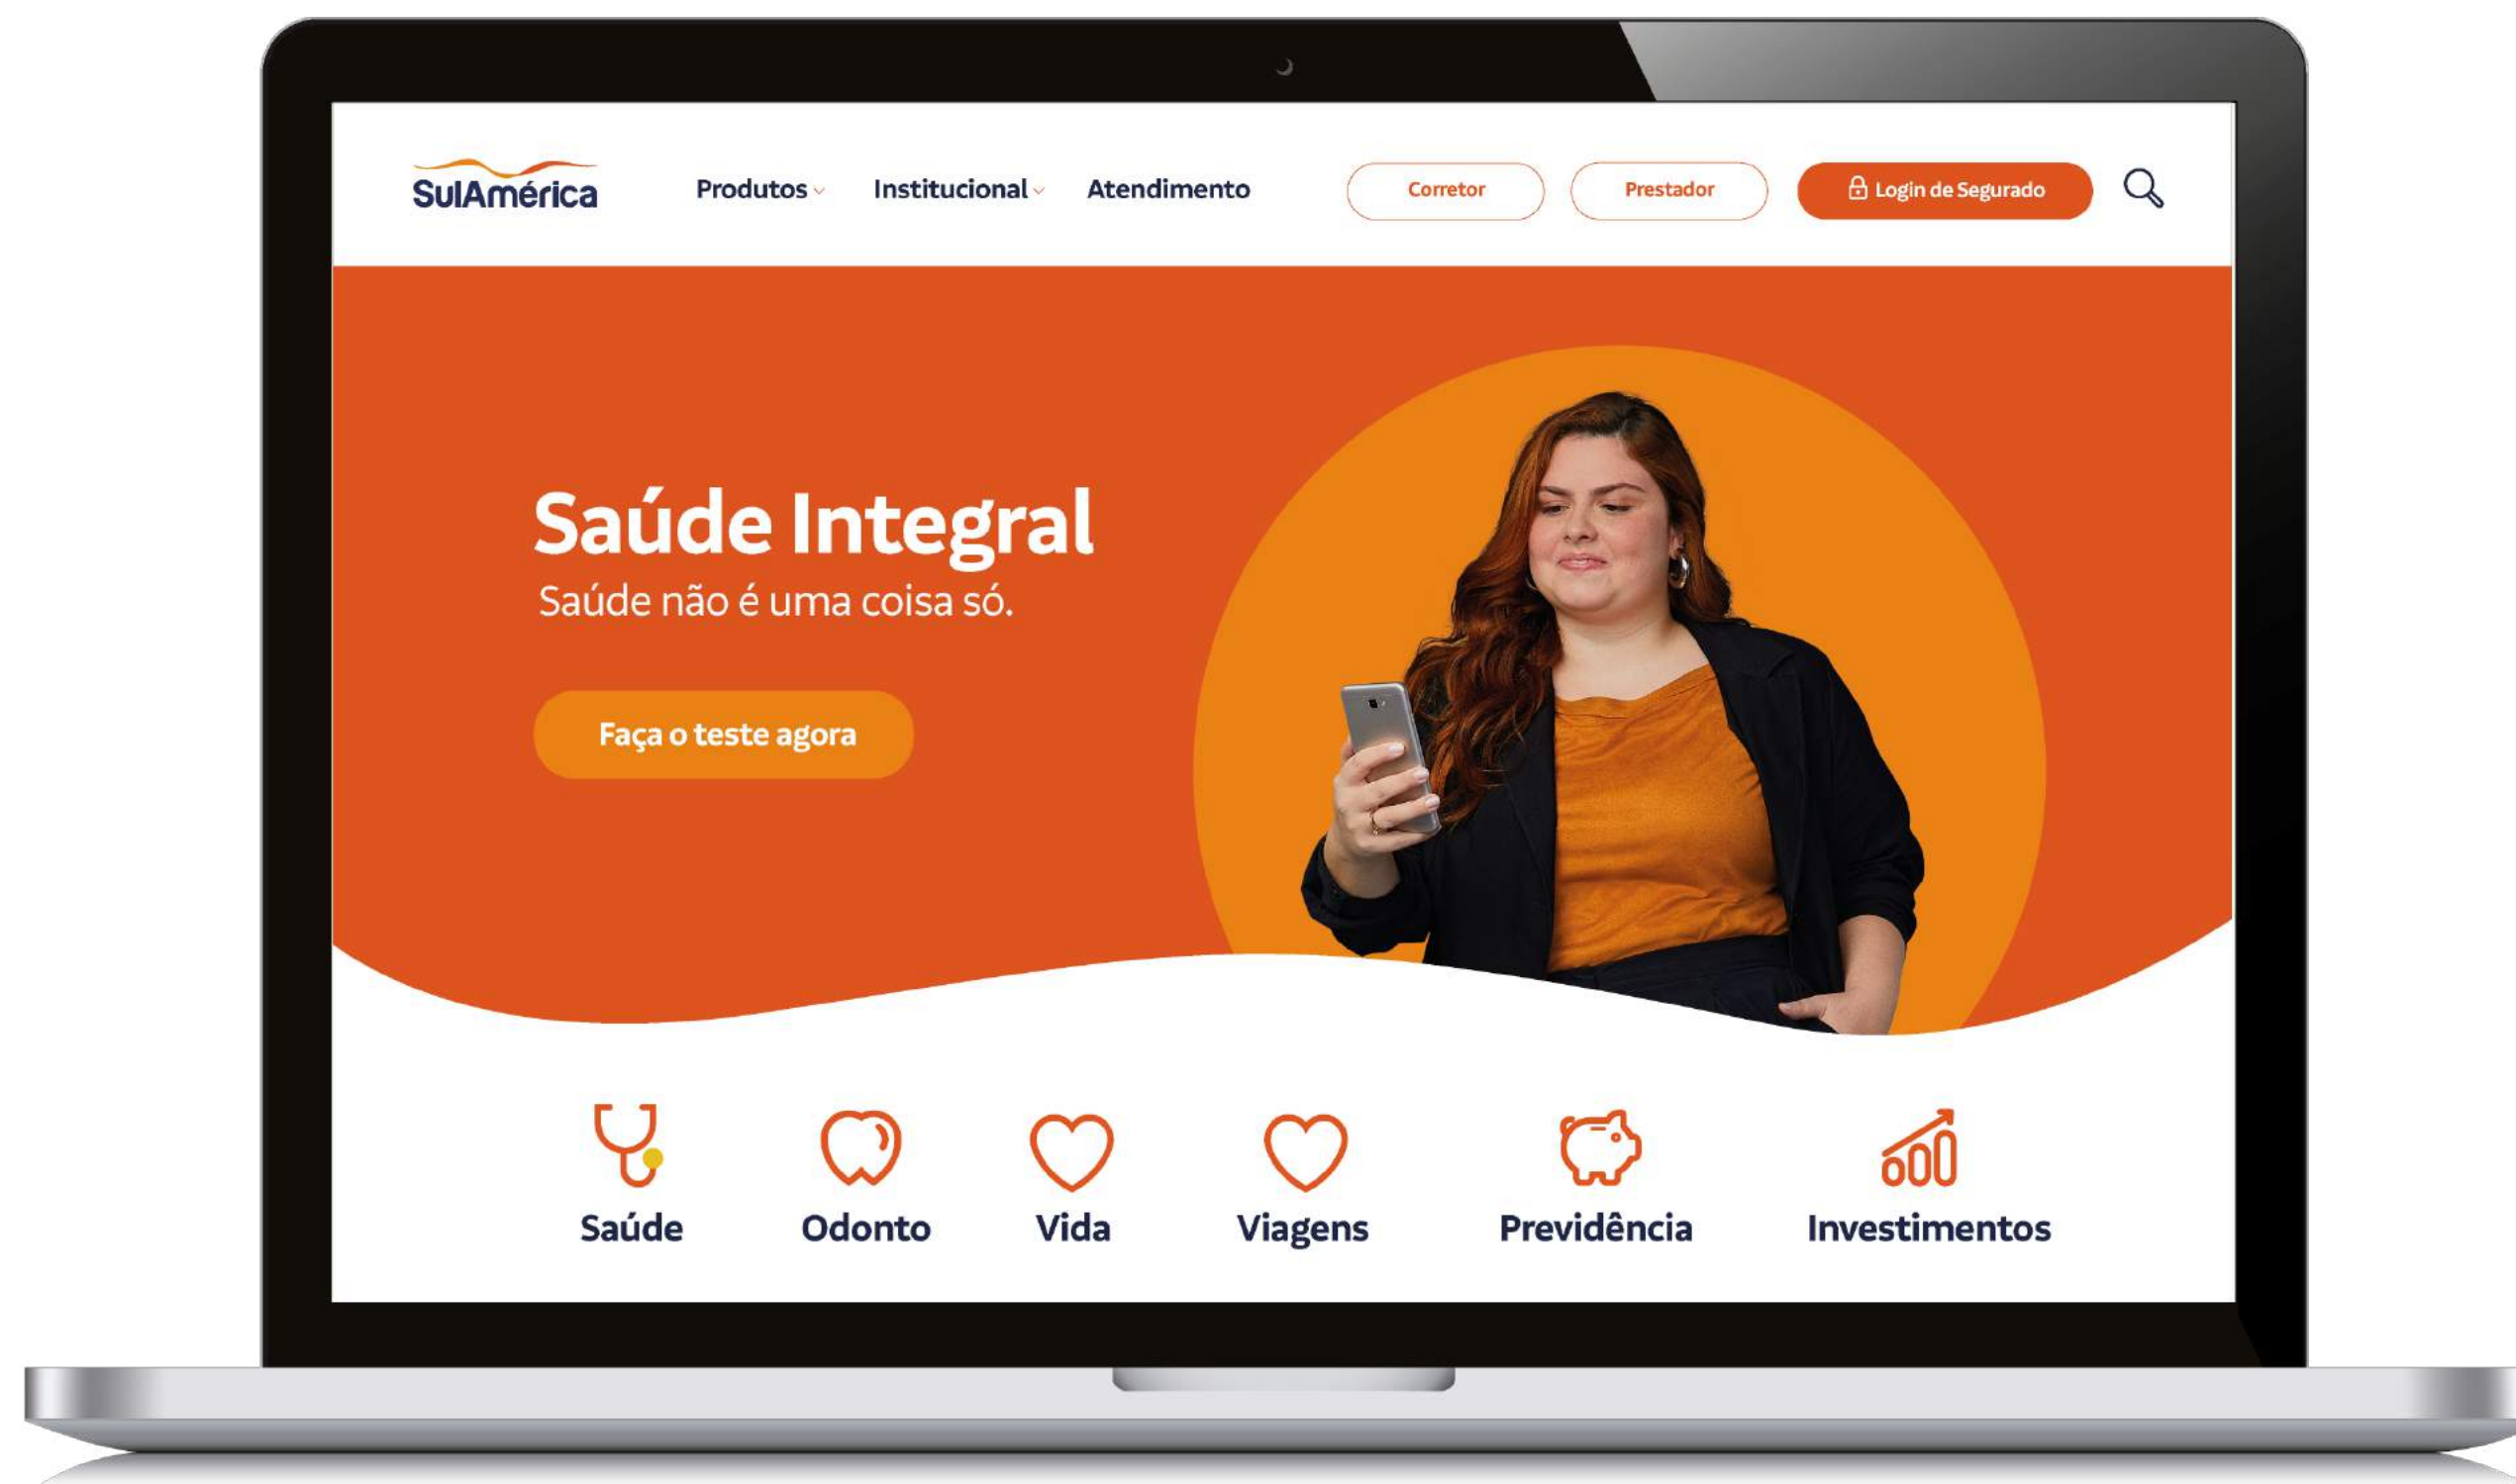 SulAmérica
Produtos
Institucional
Atendimento
Corretor
Prestador
Login de Segurado
Saúde Integral
Saúde não é uma coisa só.
Faça o teste agora
Saúde
Odonto
Vida
Viagens
Previdência
Investimentos